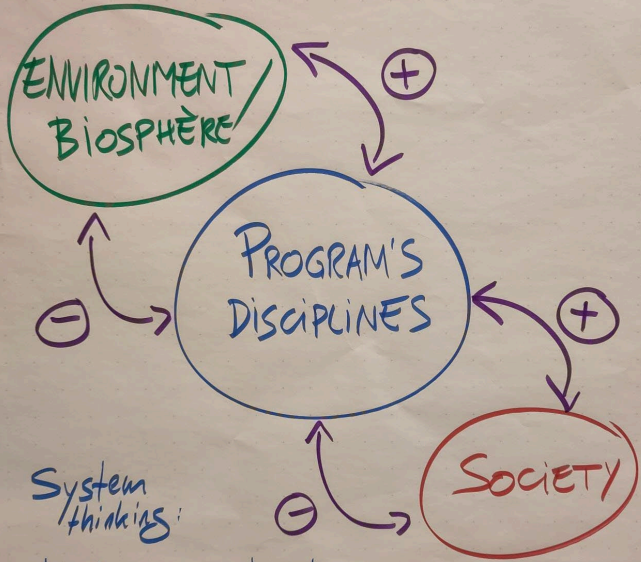 ENVIRONMENT/
BIOSPHÈRE
+
PROGRAM'S
DISCIPLINES
-
+
SOCIETY
-
System
thinking: